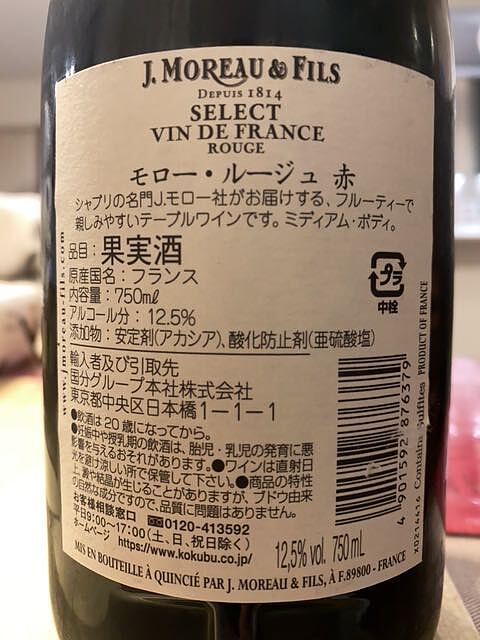 J. MOREAU & FILS
DEPUIS 1814
SELECT
VIN DE FRANCE
ROUGE
モロー・ルージュ 赤
シャブリの名門J.モロー社がお届けする、フルーティーで
親しみやすいテーブルワインです。ミディアム・ボディ。
品目：果実酒
原産国名：フランス
内容量：750mℓ
アルコール分：12.5%
添加物：安定剤(アカシア)、酸化防止剤(亜硫酸塩)
プラ
中栓
輸入者及び引取先
国分グループ本社株式会社
東京都中央区日本橋1-1-1
●飲酒は20歳になってから。
●妊娠中や授乳期の飲酒は、胎児・乳児の発育に悪
影響を与えるおそれがあります。●ワインは直射日
光を避け涼しい所で保管して下さい。●商品の特性
上、澱や結晶が生じることがありますが、ブドウ由来
の自然な成分ですので、品質に問題はありません。
お客様相談窓口 0120-413592
平日9:00~17:00(土、日、祝日除く)
ホームページ https://www.kokubu.co.jp/
12,5% vol. 750 mL
MIS EN BOUTEILLE À QUINCIÉ PAR J. MOREAU & FILS, À F.69800 - FRANCE
www.jmoreau-fils.com
4 901592 876379
X0214416 Contains Sulfites PRODUCT OF FRANCE